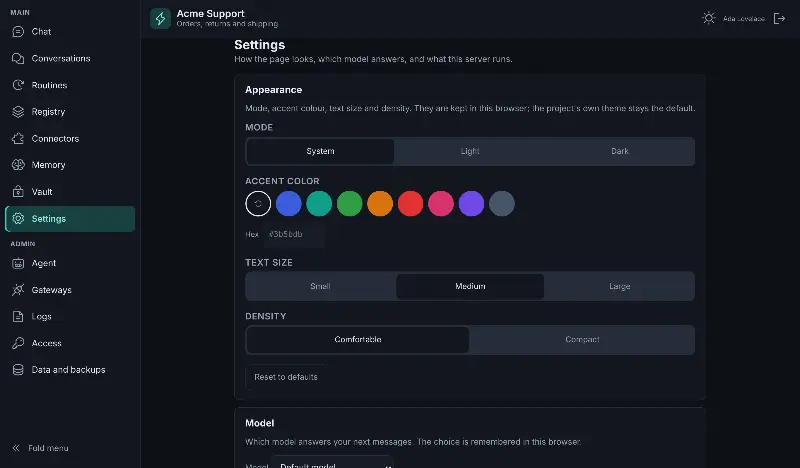 MAIN
Chat
Conversations
Routines
Registry
Connectors
Memory
Vault
Settings
ADMIN
Agent
Gateways
Logs
Access
Data and backups
Fold menu
Acme Support
Orders, returns and shipping
Ada Lovelace
Settings
How the page looks, which model answers, and what this server runs.
Appearance
Mode, accent colour, text size and density. They are kept in this browser; the project's own theme stays the default.
MODE
System
Light
Dark
ACCENT COLOR
Hex
#3b5bdb
TEXT SIZE
Small
Medium
Large
DENSITY
Comfortable
Compact
Reset to defaults
Model
Which model answers your next messages. The choice is remembered in this browser.
Model
Default model